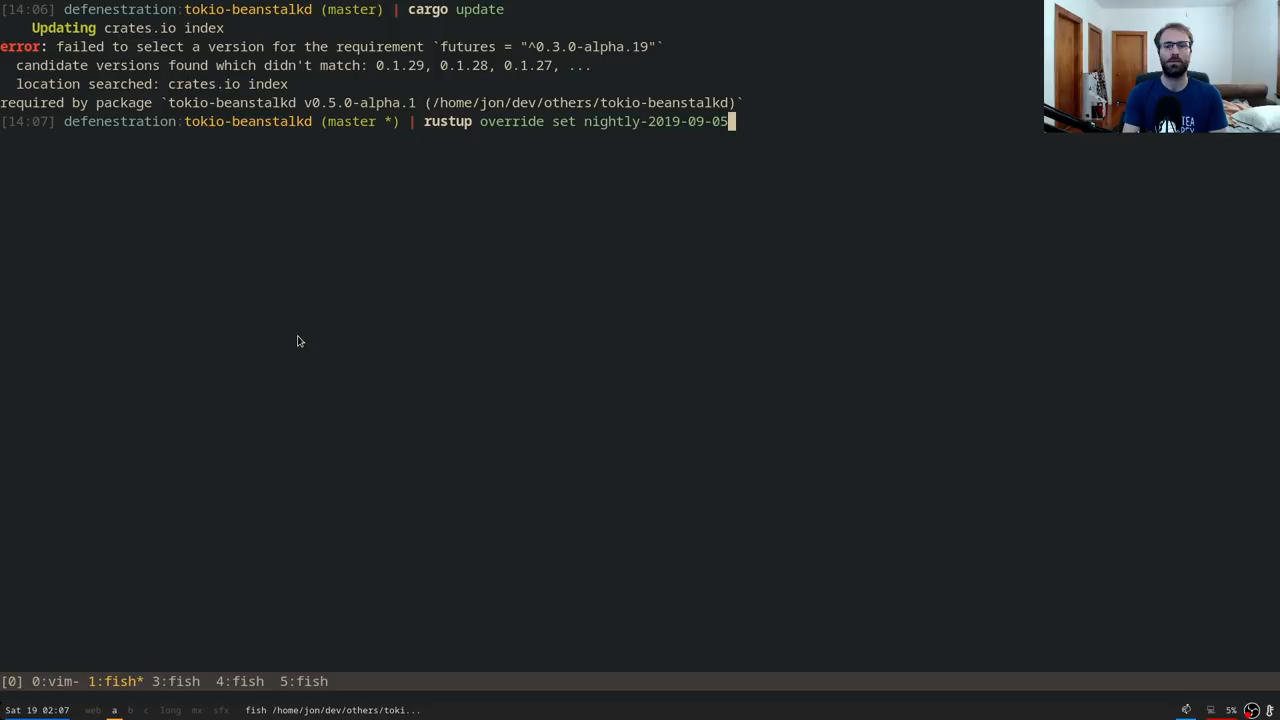 [14:06] defenestration:tokio-beanstalkd (master) | cargo update
    Updating crates.io index
error: failed to select a version for the requirement `futures = "^0.3.0-alpha.19"`
  candidate versions found which didn't match: 0.1.29, 0.1.28, 0.1.27, ...
  location searched: crates.io index
required by package `tokio-beanstalkd v0.5.0-alpha.1 (/home/jon/dev/others/tokio-beanstalkd)`
[14:07] defenestration:tokio-beanstalkd (master *) | rustup override set nightly-2019-09-05
[0] 0:vim- 1:fish* 3:fish  4:fish  5:fish
Sat 19 02:07 web a b c long mx sfx fish /home/jon/dev/others/toki... 5%